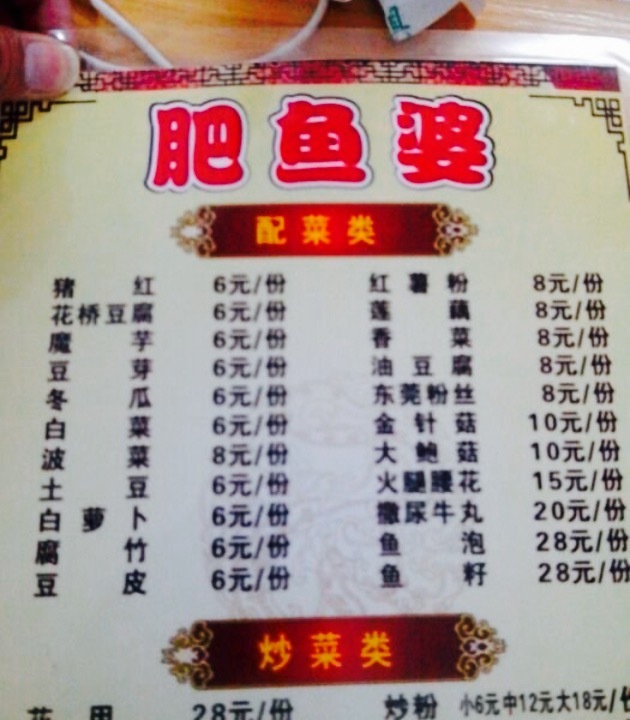 肥鱼婆
配菜类
猪红 6元/份 红薯粉 8元/份
花桥豆腐 6元/份 莲藕 8元/份
魔芋 6元/份 香菜 8元/份
豆芽 6元/份 油豆腐 8元/份
冬瓜 6元/份 东莞粉丝 8元/份
白菜 6元/份 金针菇 10元/份
波菜 8元/份 大鲍菇 10元/份
土豆 6元/份 火腿腰花 15元/份
白萝卜 6元/份 撒尿牛丸 20元/份
腐竹 6元/份 鱼泡 28元/份
豆皮 6元/份 鱼籽 28元/份
炒菜类
花甲 28元/份 炒粉 小6元中12元大18元/份